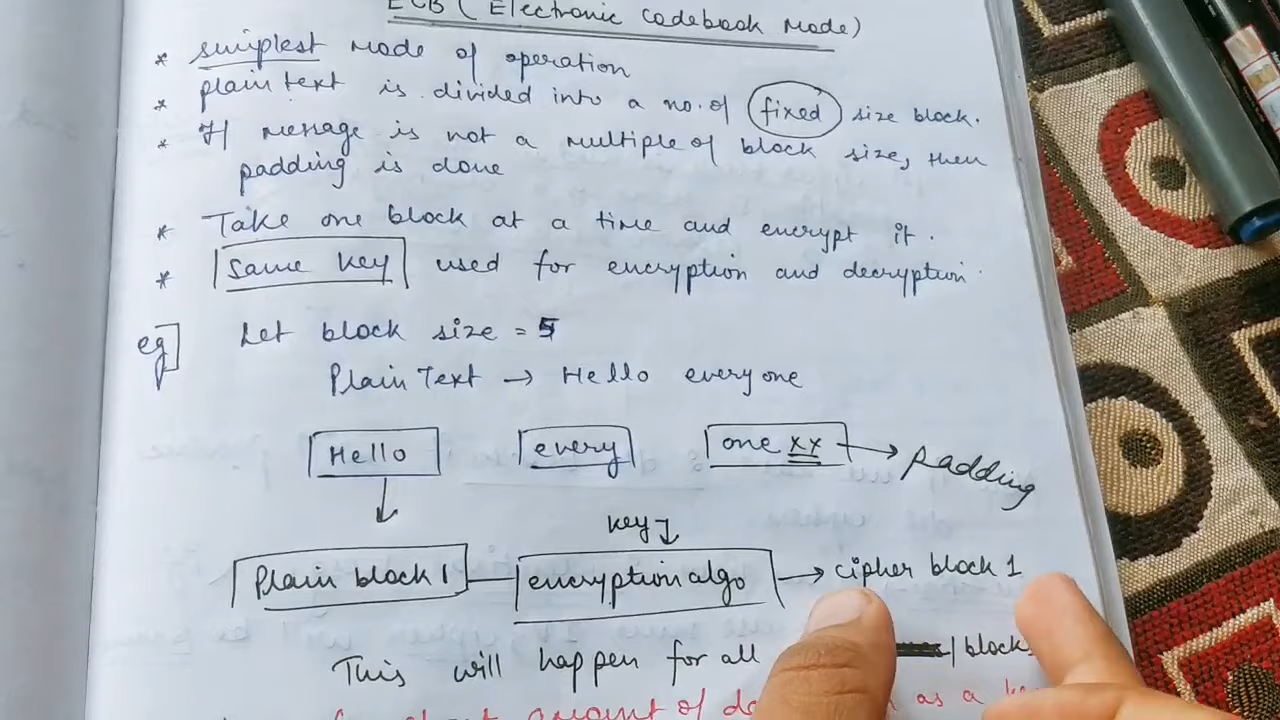 ECB ( Electronic Codebook Mode)
* simplest mode of operation
* plain text is divided into a no. of fixed size block.
* If message is not a multiple of block size, then
padding is done
* Take one block at a time and encrypt it.
* Same key used for encryption and decryption.
eg] Let block size = 5
Plain Text → Hello everyone
Hello every one xx → padding
key
Plain block 1 encryption algo → cipher block 1
This will happen for all block
amount of as a